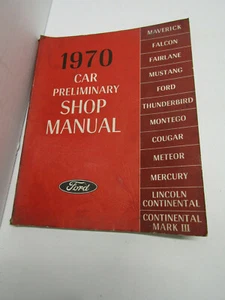 1970
CAR
PRELIMINARY
SHOP
MANUAL
Ford
MAVERICK
FALCON
FAIRLANE
MUSTANG
FORD
THUNDERBIRD
MONTEGO
COUGAR
METEOR
MERCURY
LINCOLN
CONTINENTAL
CONTINENTAL
MARK III